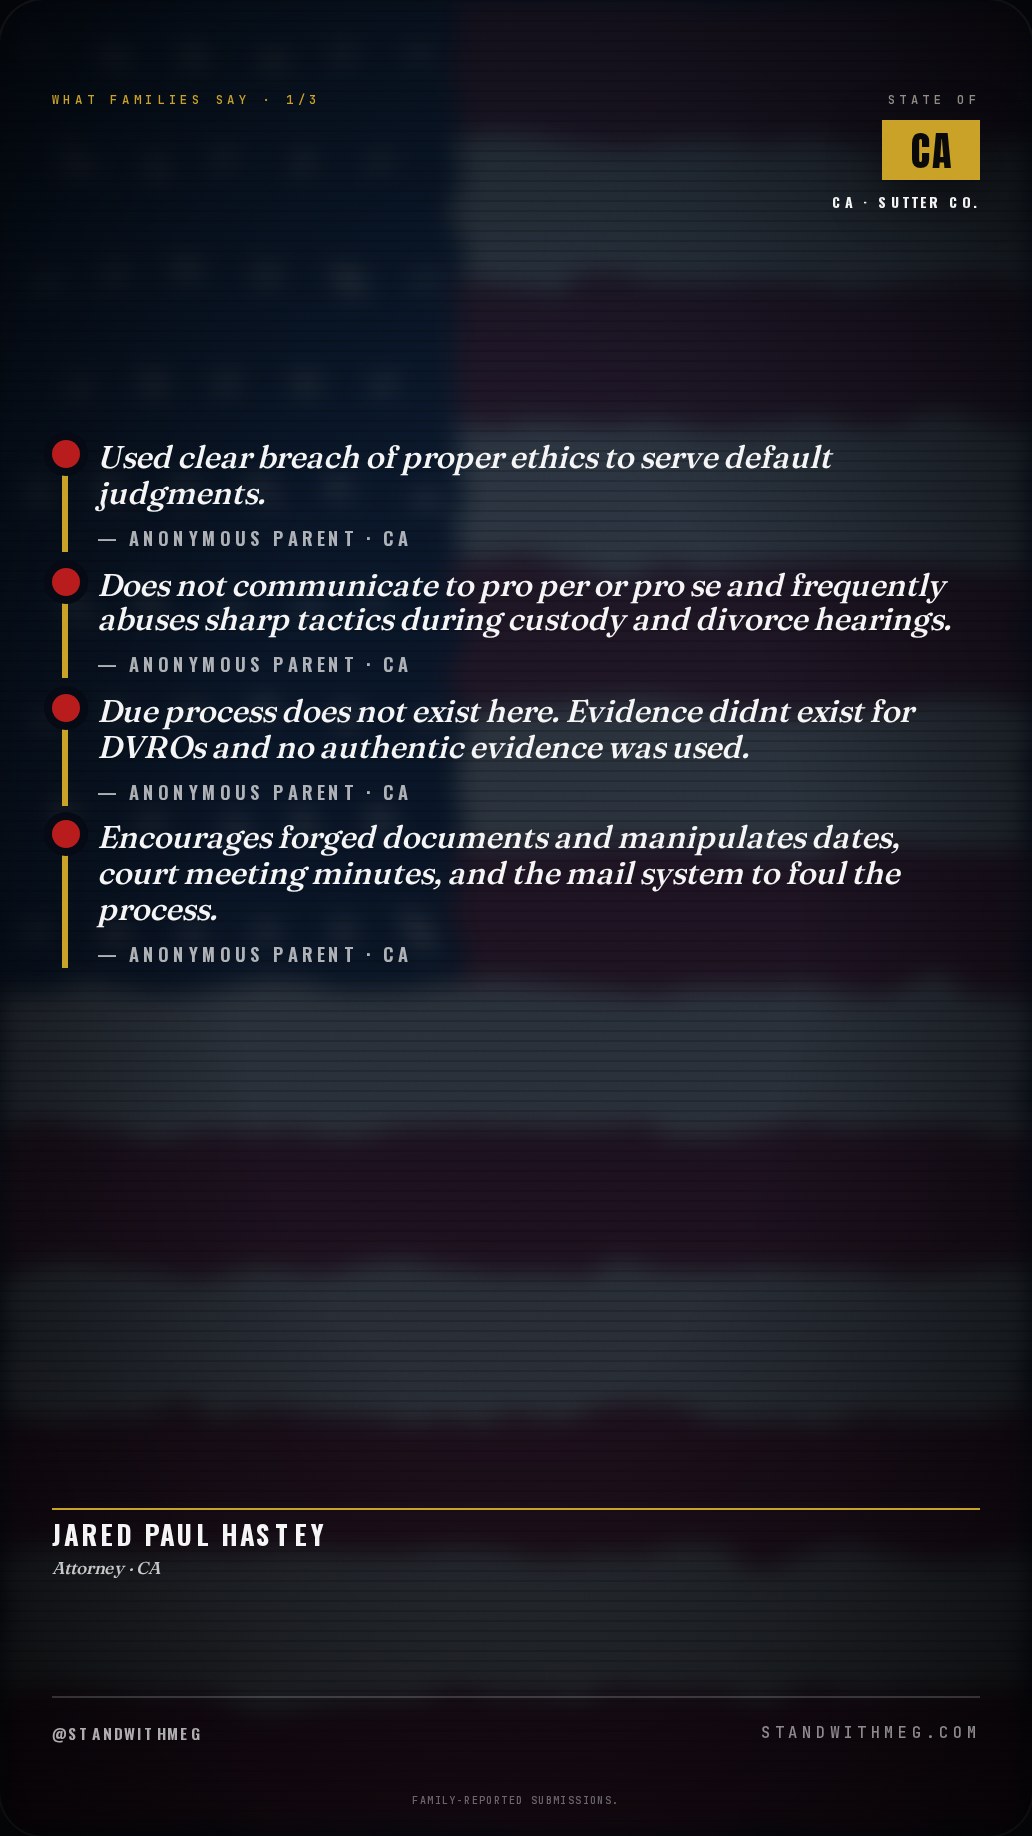 WHAT FAMILIES SAY · 1/3
STATE OF
CA
CA · SUTTER CO.
Used clear breach of proper ethics to serve default
judgments.
— ANONYMOUS PARENT · CA
Does not communicate to pro per or pro se and frequently
abuses sharp tactics during custody and divorce hearings.
— ANONYMOUS PARENT · CA
Due process does not exist here. Evidence didnt exist for
DVROs and no authentic evidence was used.
— ANONYMOUS PARENT · CA
Encourages forged documents and manipulates dates,
court meeting minutes, and the mail system to foul the
process.
— ANONYMOUS PARENT · CA
JARED PAUL HASTEY
Attorney · CA
@STANDWITHMEG
STANDWITHMEG.COM
FAMILY-REPORTED SUBMISSIONS.